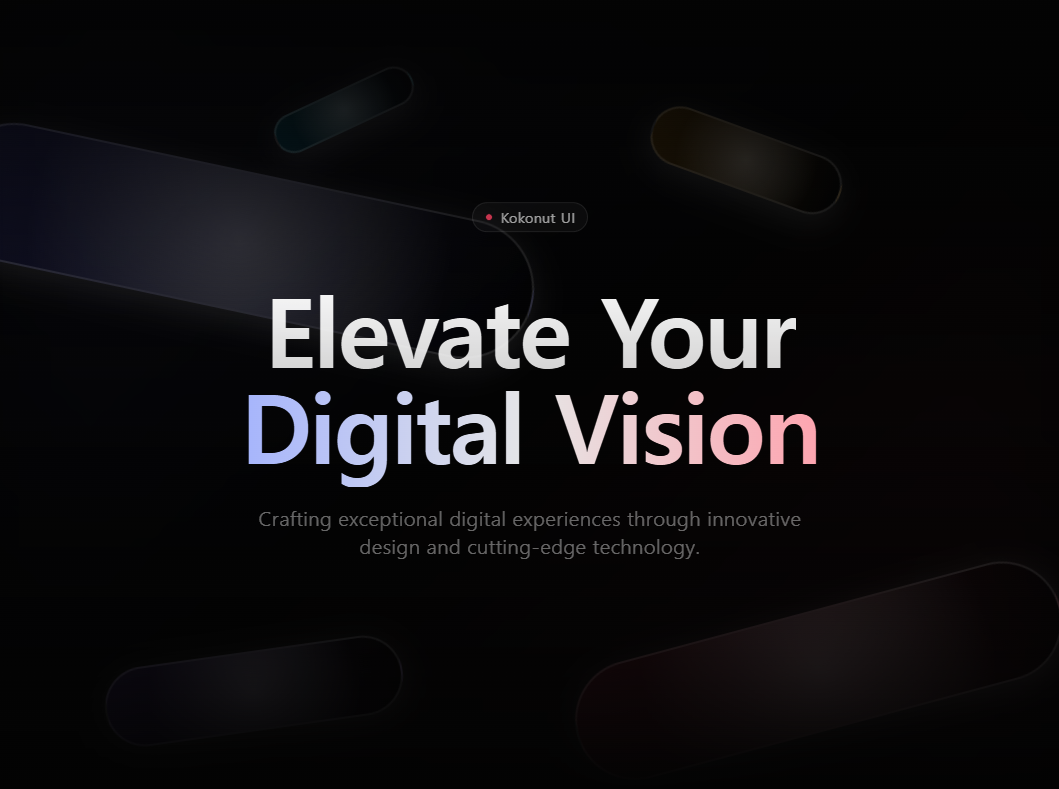 Kokonut UI
Elevate Your
Digital Vision
Crafting exceptional digital experiences through innovative
design and cutting-edge technology.